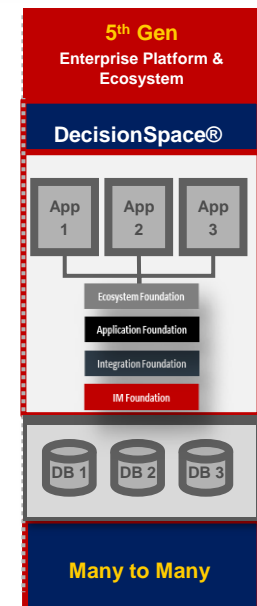 5th Gen
Enterprise Platform &
Ecosystem
DecisionSpace®
App
1
App
2
App
3
Ecosystem Foundation
Application Foundation
Integration Foundation
IM Foundation
DB 1
DB 2
DB 3
Many to Many